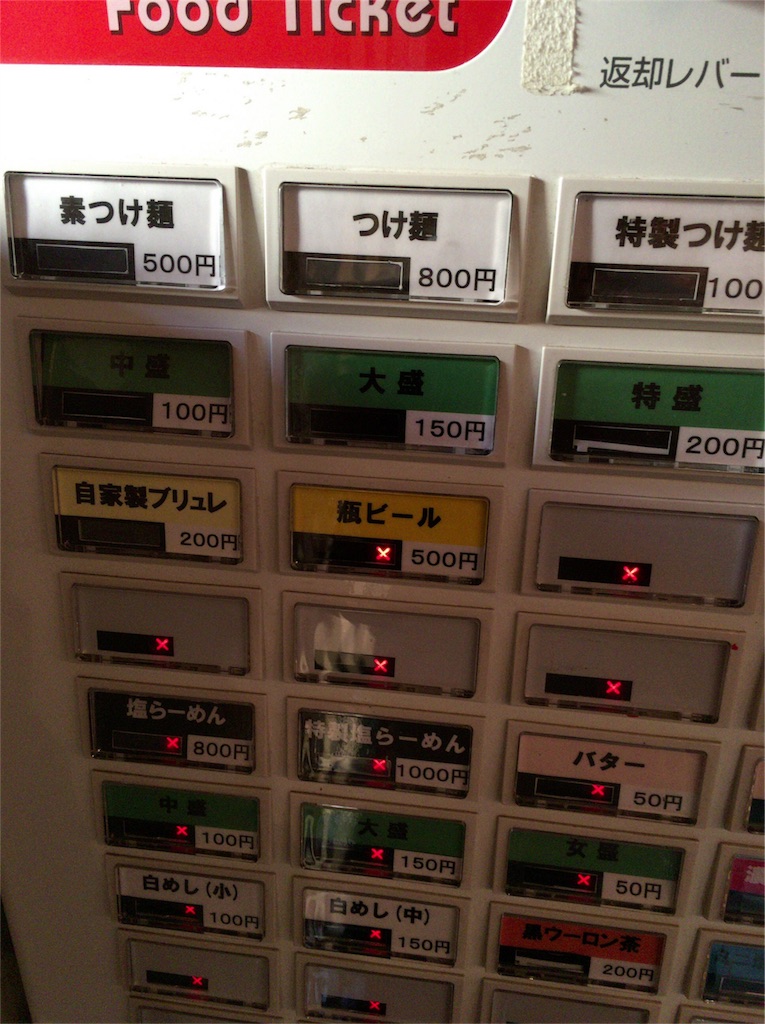 Food Ticket
返却レバー
素つけ麺
500円
つけ麺
800円
特製つけ麺
100
中盛
100円
大盛
150円
特盛
200円
自家製ブリュレ
200円
瓶ビール
500円
塩らーめん
800円
特製塩らーめん
1000円
バター
50円
中盛
100円
大盛
150円
女盛
50円
白めし(小)
100円
白めし(中)
150円
黒ウーロン茶
200円